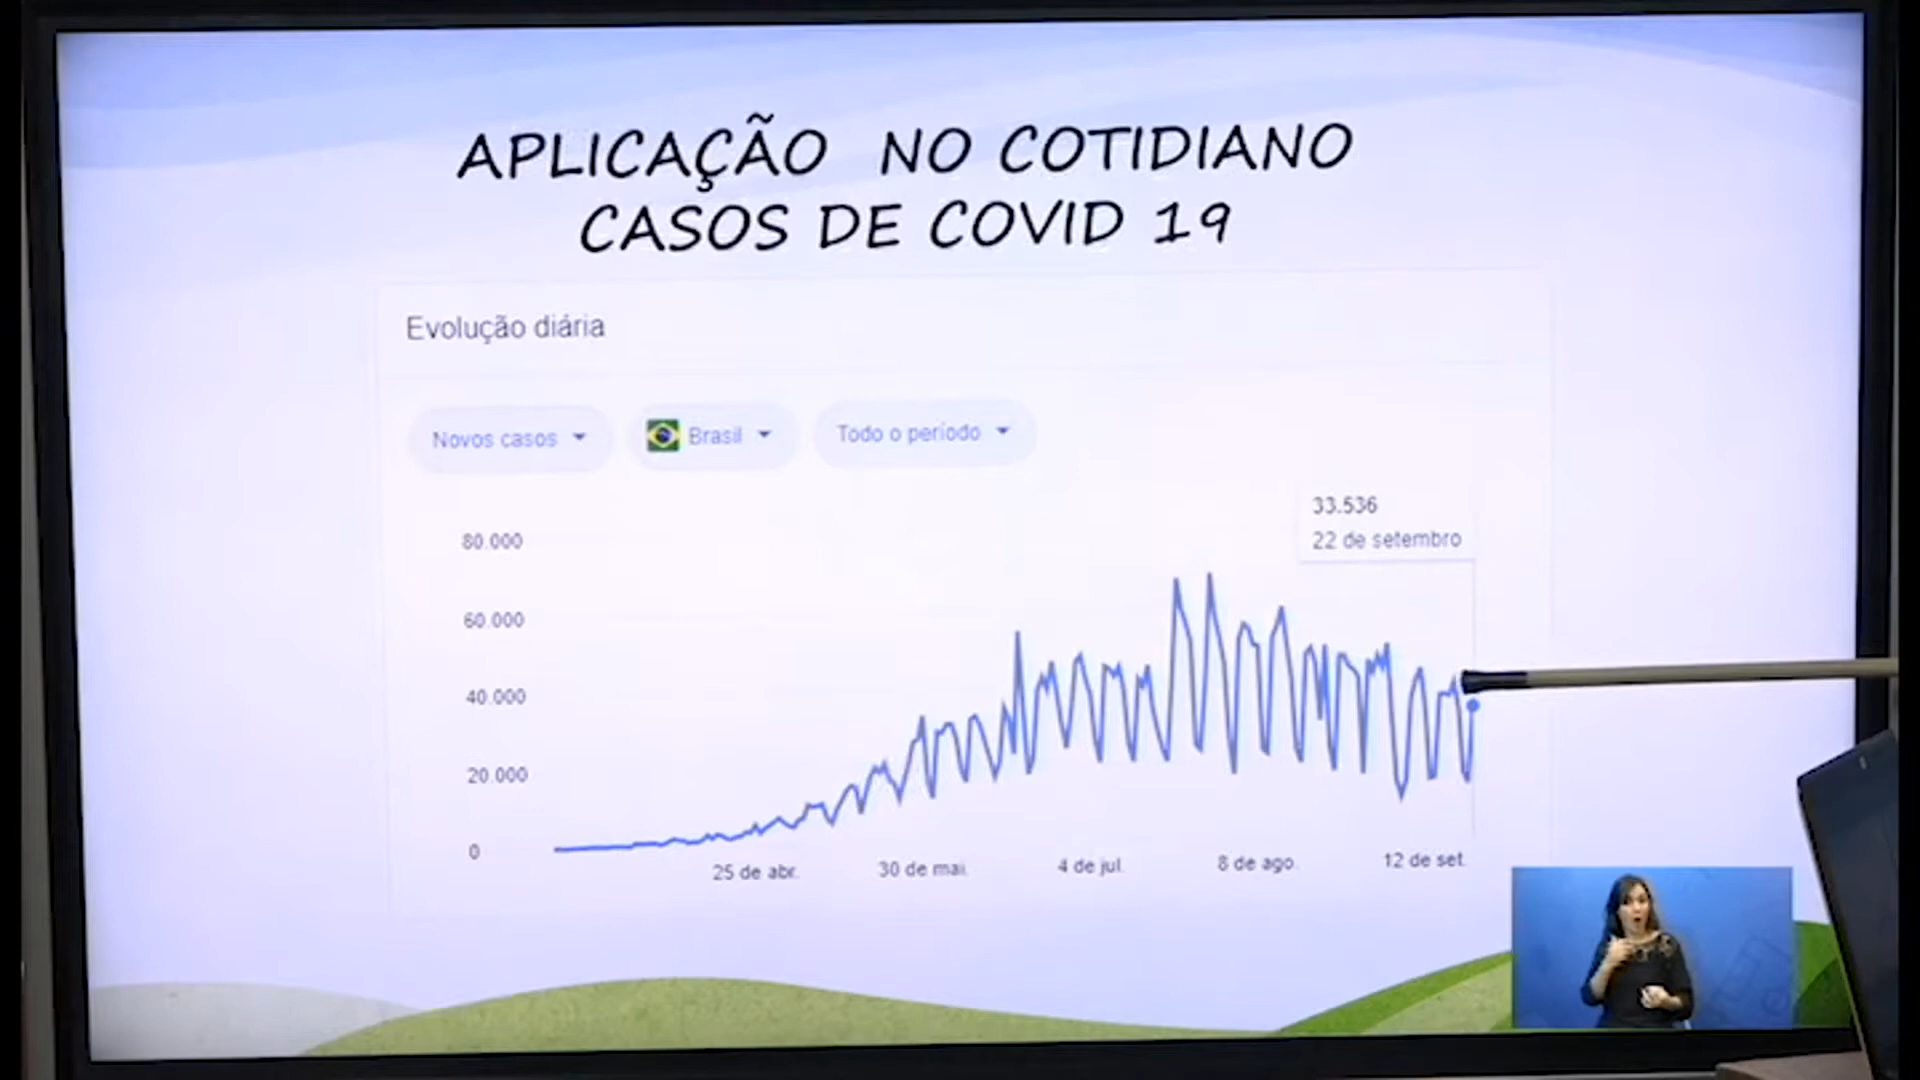 APLICAÇÃO NO COTIDIANO
CASOS DE COVID 19
Evolução diária
Novos casos
Brasil
Todo o período
33.536
22 de setembro
80.000
60.000
40.000
20.000
0
25 de abr.
30 de mai.
4 de jul.
8 de ago.
12 de set.